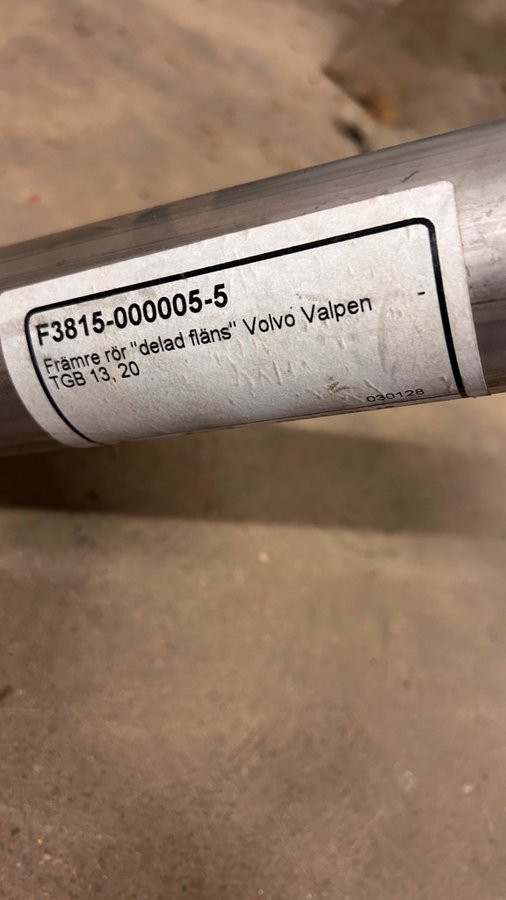 F3815-000005-5
Främre rör "delad fläns" Volvo Valpen -
TGB 13, 20
030128